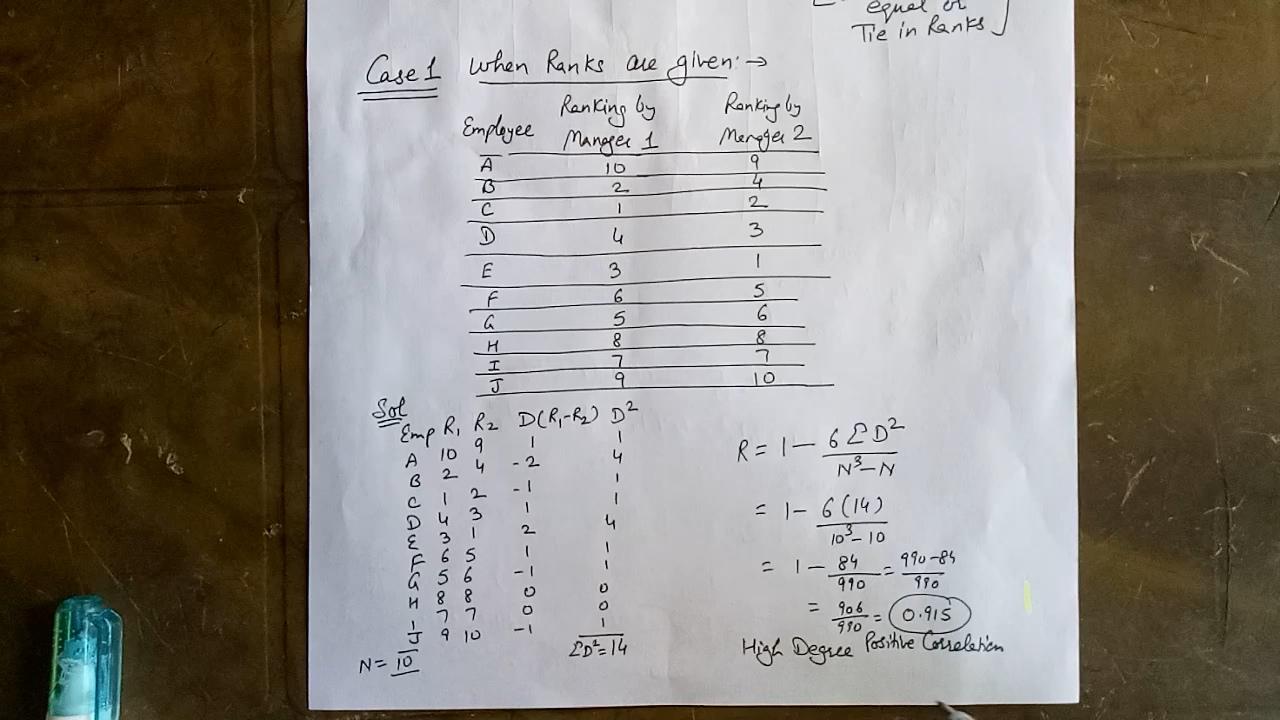 equal or
Tie in Ranks]
Case 1 When Ranks are given:→
Employee Ranking by Manager 1 Ranking by Manager 2
A 10 9
B 2 4
C 1 2
D 4 3
E 3 1
F 6 5
G 5 6
H 8 8
I 7 7
J 9 10
Sol
Emp R₁ R₂ D(R₁-R₂) D²
A 10 9 1 1
B 2 4 -2 4
C 1 2 -1 1
D 4 3 1 1
E 3 1 2 4
F 6 5 1 1
G 5 6 -1 1
H 8 8 0 0
I 7 7 0 0
J 9 10 -1 1
N = 10 ΣD²=14
R = 1 - 6 ΣD² / N³-N
= 1 - 6(14) / 10³-10
= 1 - 84/990 = 990-84/990
= 906/990 = 0.915
High Degree Positive Correlation